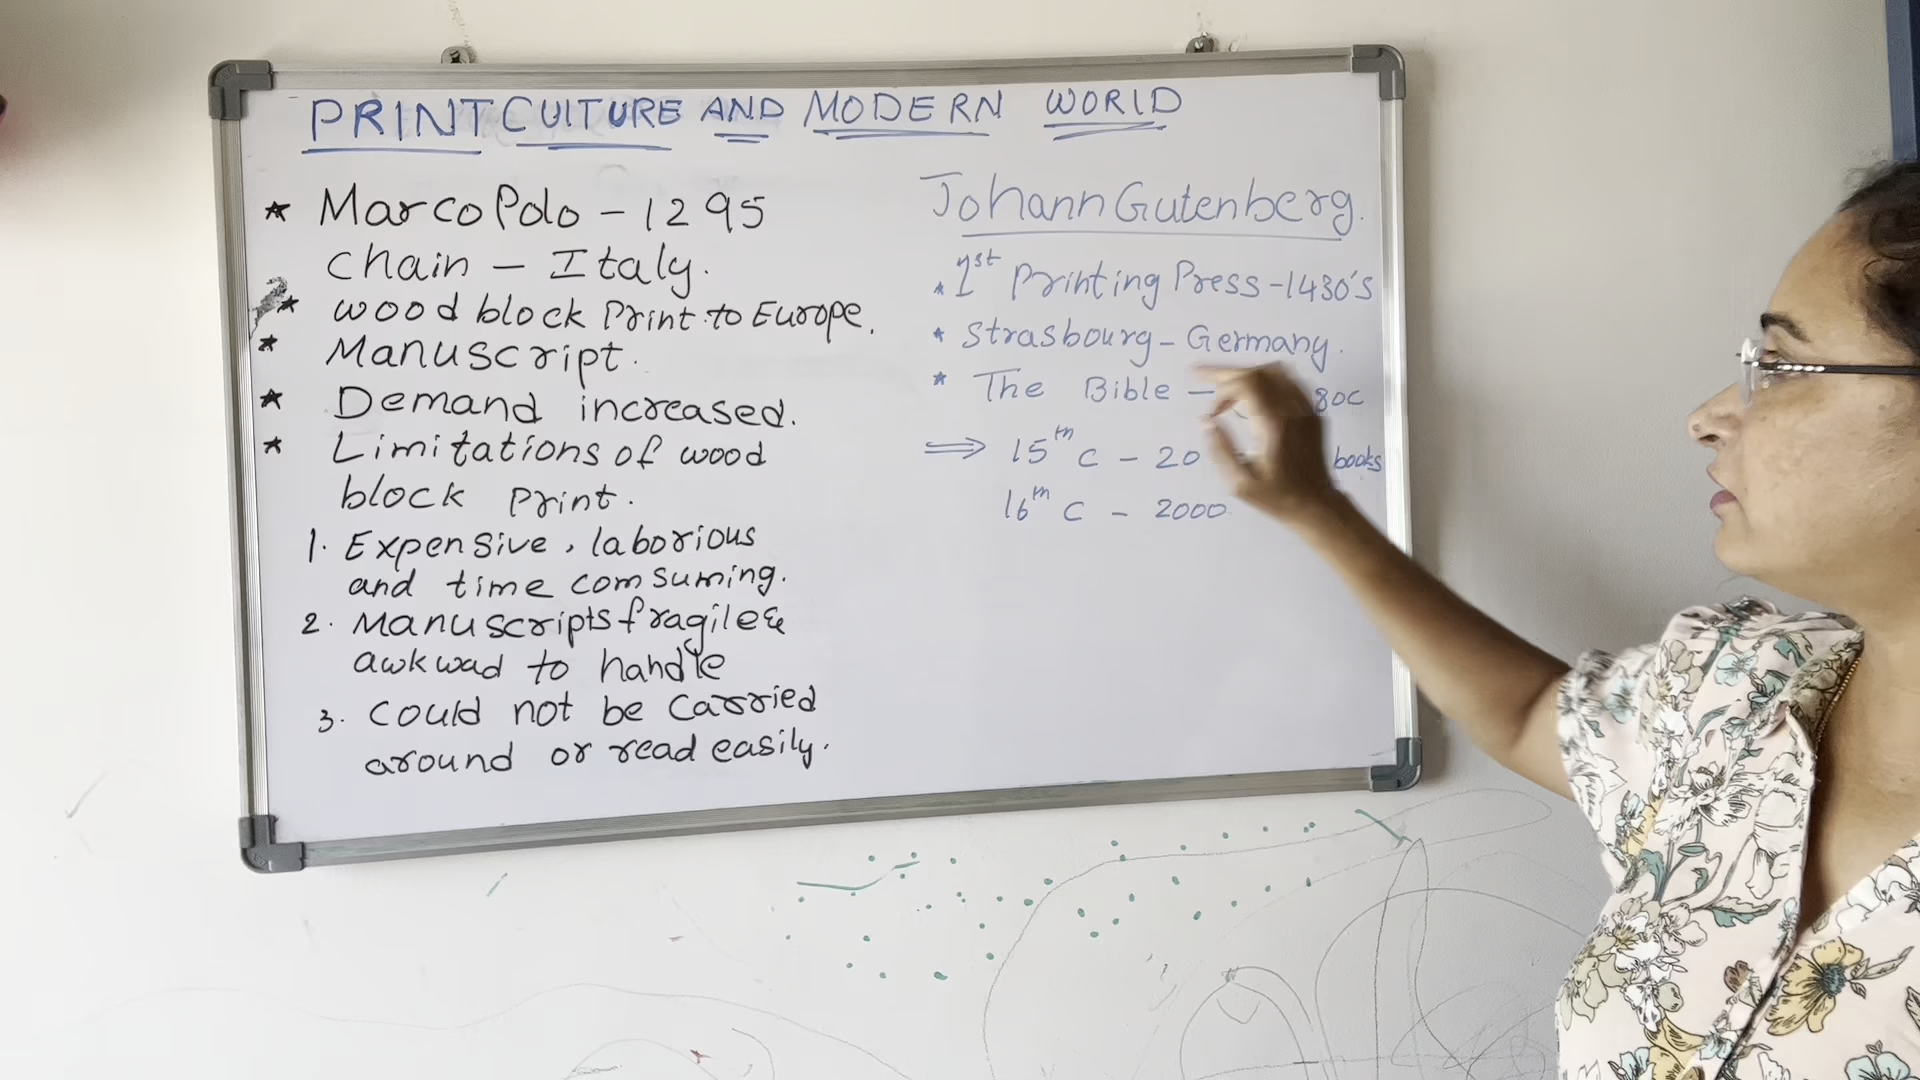 PRINT CULTURE AND MODERN WORLD
* Marco Polo - 1295
chain - Italy.
* wood block Print to Europe.
* Manuscript.
* Demand increased.
* Limitations of wood
block print.
1. Expensive, laborious
and time comsuming.
2. Manuscripts fragile &
awkwad to handle
3. could not be carried
around or read easily.
Johann Gutenberg.
* 1st Printing Press - 1430's
* Strasbourg - Germany.
* The Bible - 80C
⇒ 15th C - 20 books
16th C - 2000